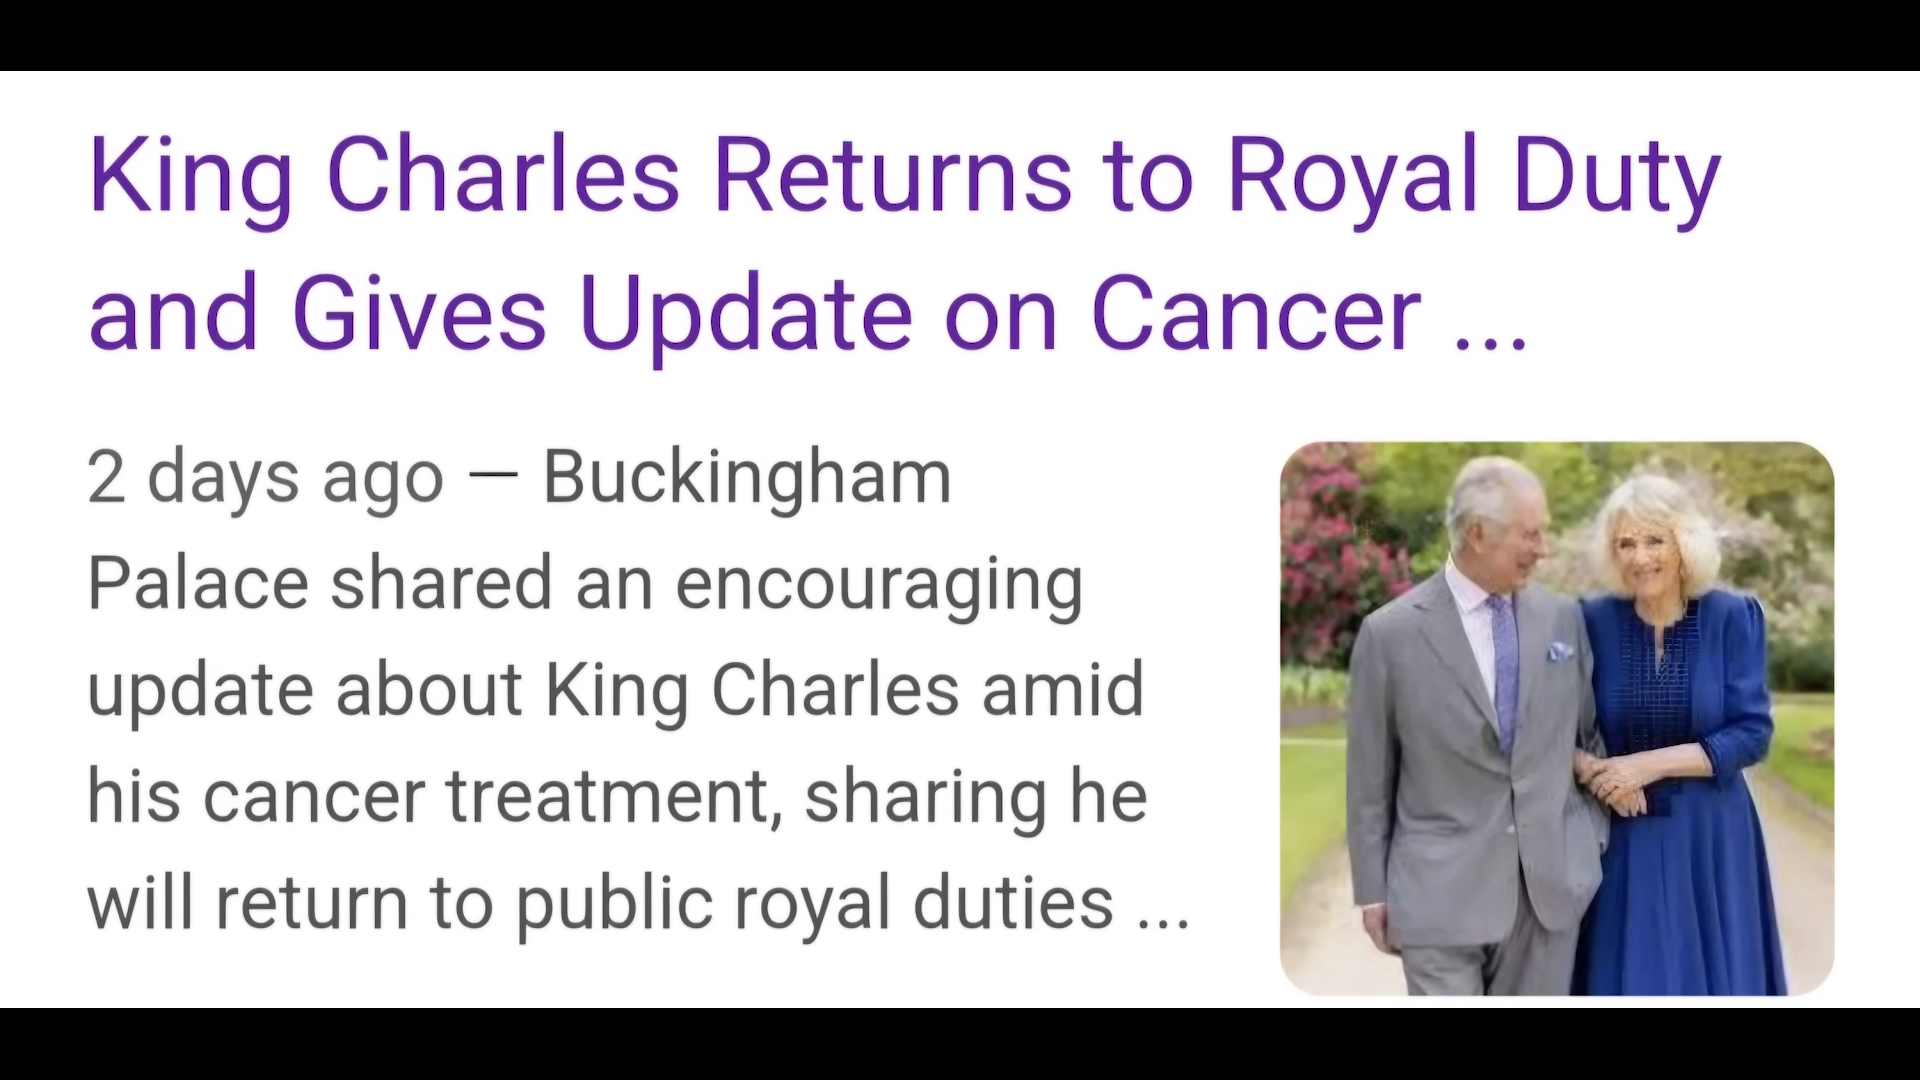 King Charles Returns to Royal Duty
and Gives Update on Cancer ...
2 days ago — Buckingham
Palace shared an encouraging
update about King Charles amid
his cancer treatment, sharing he
will return to public royal duties ...